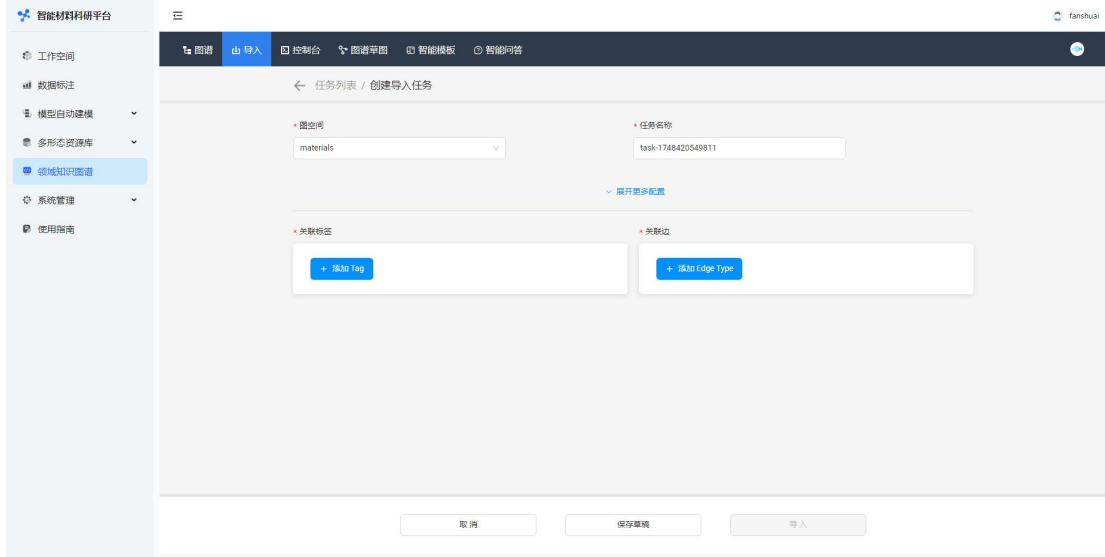 智能材料科研平台
fanshuai
工作空间
数据标注
模型自动建模
多形态资源库
领域知识图谱
系统管理
使用指南
图谱 导入 控制台 图谱草图 智能模板 智能问答
← 任务列表 / 创建导入任务
* 图空间
materials
* 任务名称
task-1748420549811
展开更多配置
* 关联标签
+ 添加 Tag
* 关联边
+ 添加 Edge Type
取消 保存草稿 导入